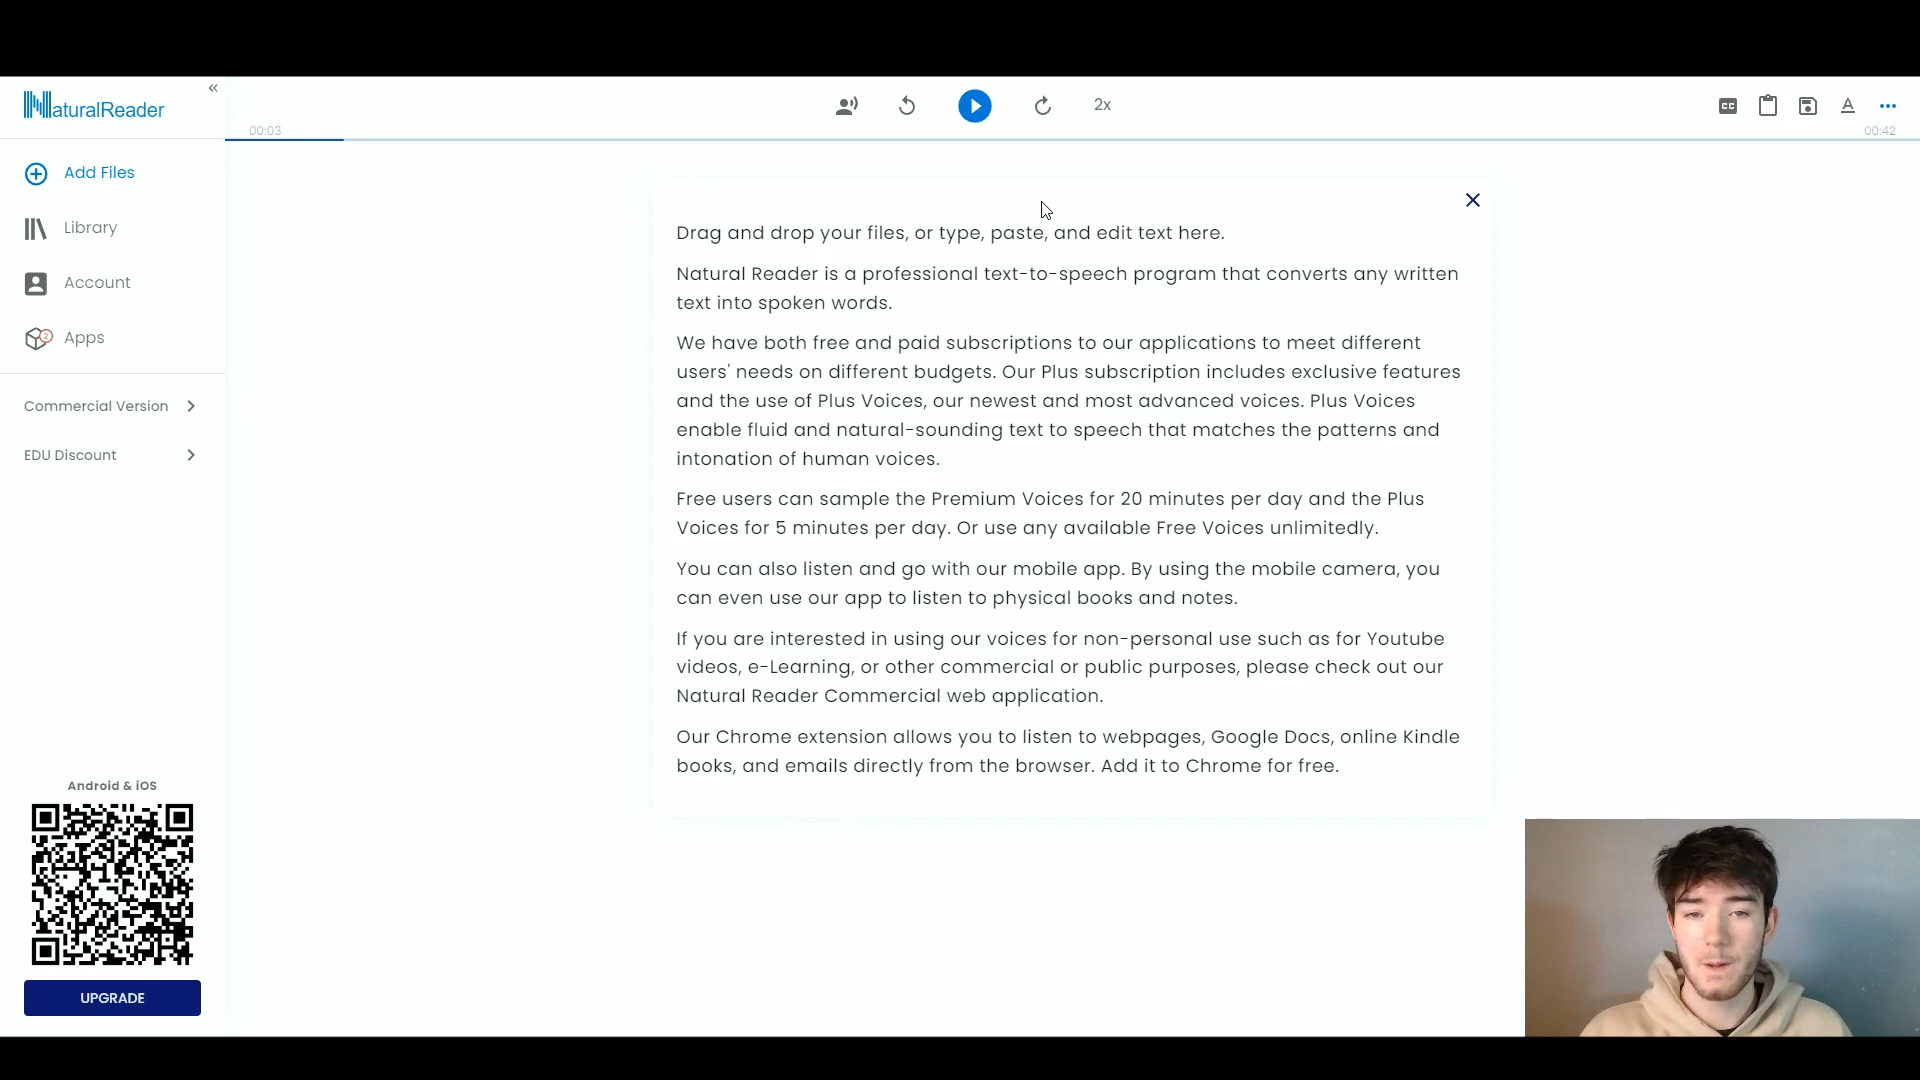 NaturalReader
«
2x
00:03
00:42
Add Files
Library
Account
2
Apps
Commercial Version
EDU Discount
Drag and drop your files, or type, paste, and edit text here.
Natural Reader is a professional text-to-speech program that converts any written
text into spoken words.
We have both free and paid subscriptions to our applications to meet different
users' needs on different budgets. Our Plus subscription includes exclusive features
and the use of Plus Voices, our newest and most advanced voices. Plus Voices
enable fluid and natural-sounding text to speech that matches the patterns and
intonation of human voices.
Free users can sample the Premium Voices for 20 minutes per day and the Plus
Voices for 5 minutes per day. Or use any available Free Voices unlimitedly.
You can also listen and go with our mobile app. By using the mobile camera, you
can even use our app to listen to physical books and notes.
If you are interested in using our voices for non-personal use such as for Youtube
videos, e-Learning, or other commercial or public purposes, please check out our
Natural Reader Commercial web application.
Our Chrome extension allows you to listen to webpages, Google Docs, online Kindle
books, and emails directly from the browser. Add it to Chrome for free.
Android & iOS
UPGRADE
CC
A